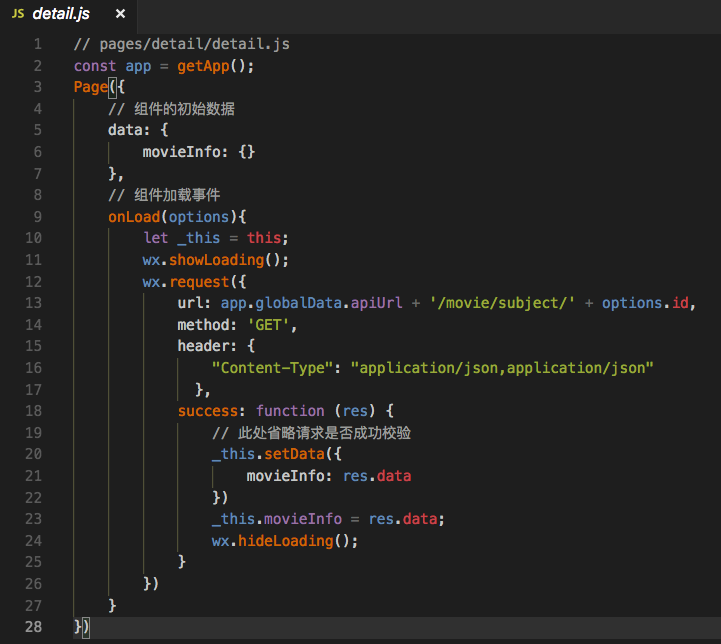 JS detail.js ×
1 // pages/detail/detail.js
2 const app = getApp();
3 Page({
4 // 组件的初始数据
5 data: {
6 movieInfo: {}
7 },
8 // 组件加载事件
9 onLoad(options){
10 let _this = this;
11 wx.showLoading();
12 wx.request({
13 url: app.globalData.apiUrl + '/movie/subject/' + options.id,
14 method: 'GET',
15 header: {
16 "Content-Type": "application/json,application/json"
17 },
18 success: function (res) {
19 // 此处省略请求是否成功校验
20 _this.setData({
21 movieInfo: res.data
22 })
23 _this.movieInfo = res.data;
24 wx.hideLoading();
25 }
26 })
27 }
28 })